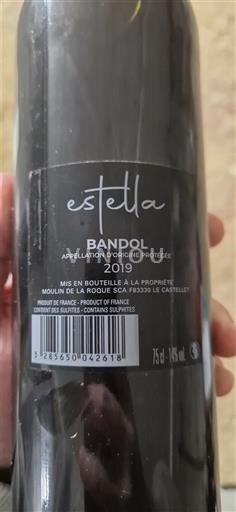 estella
BANDOL
APPELLATION D'ORIGINE PROTÉGÉE
VINOU
2019
MIS EN BOUTEILLE À LA PROPRIÉTÉ
MOULIN DE LA ROQUE SCA F83330 LE CASTELLET
PRODUIT DE FRANCE - PRODUCT OF FRANCE
CONTIENT DES SULFITES - CONTAINS SULPHITES
3 285650 042618
75 cl - 14% vol.